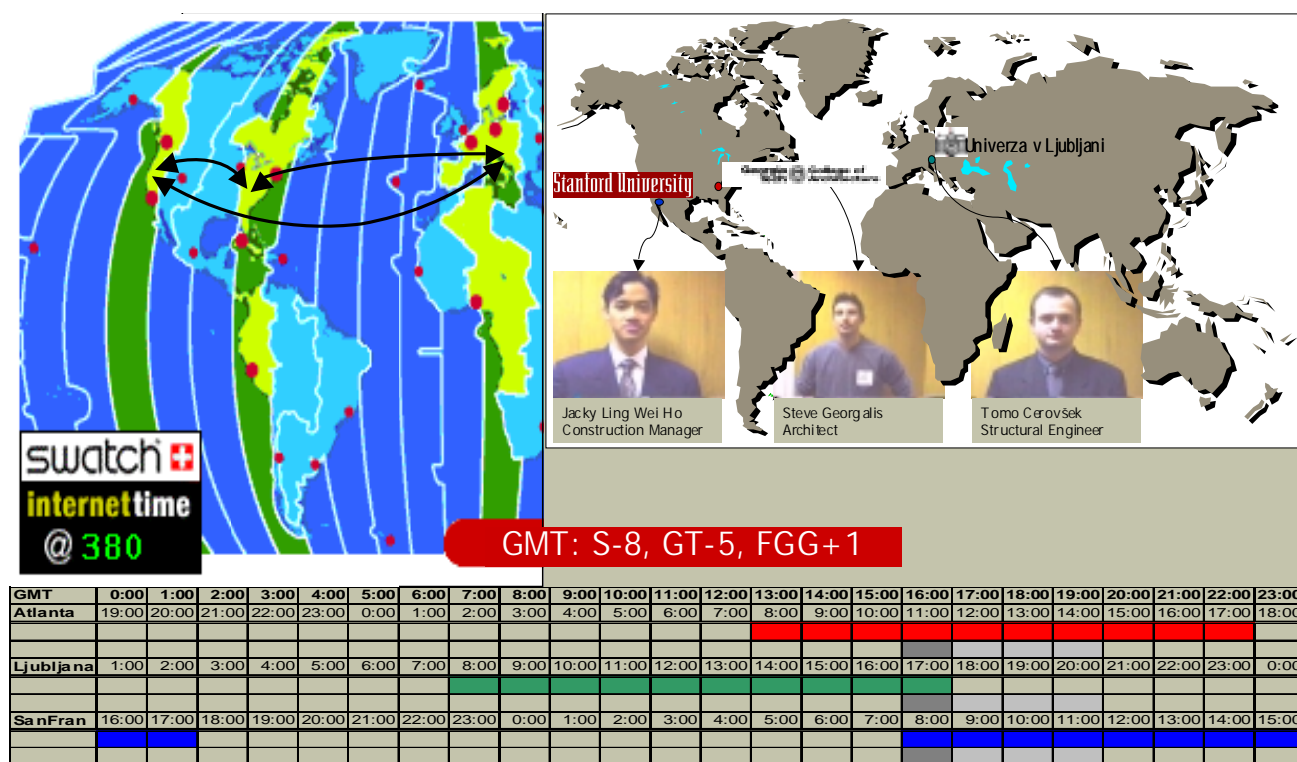 swatch
internettime
@ 380
Univerza v Ljubljani
Stanford University
Jacky Ling Wei Ho
Construction Manager
Steve Georgalis
Architect
Tomo Cerovšek
Structural Engineer
GMT: S-8, GT-5, FGG+1
GMT 0:00 1:00 2:00 3:00 4:00 5:00 6:00 7:00 8:00 9:00 10:00 11:00 12:00 13:00 14:00 15:00 16:00 17:00 18:00 19:00 20:00 21:00 22:00 23:00
Atlanta 19:00 20:00 21:00 22:00 23:00 0:00 1:00 2:00 3:00 4:00 5:00 6:00 7:00 8:00 9:00 10:00 11:00 12:00 13:00 14:00 15:00 16:00 17:00 18:00
Ljubljana 1:00 2:00 3:00 4:00 5:00 6:00 7:00 8:00 9:00 10:00 11:00 12:00 13:00 14:00 15:00 16:00 17:00 18:00 19:00 20:00 21:00 22:00 23:00 0:00
SanFran 16:00 17:00 18:00 19:00 20:00 21:00 22:00 23:00 0:00 1:00 2:00 3:00 4:00 5:00 6:00 7:00 8:00 9:00 10:00 11:00 12:00 13:00 14:00 15:00